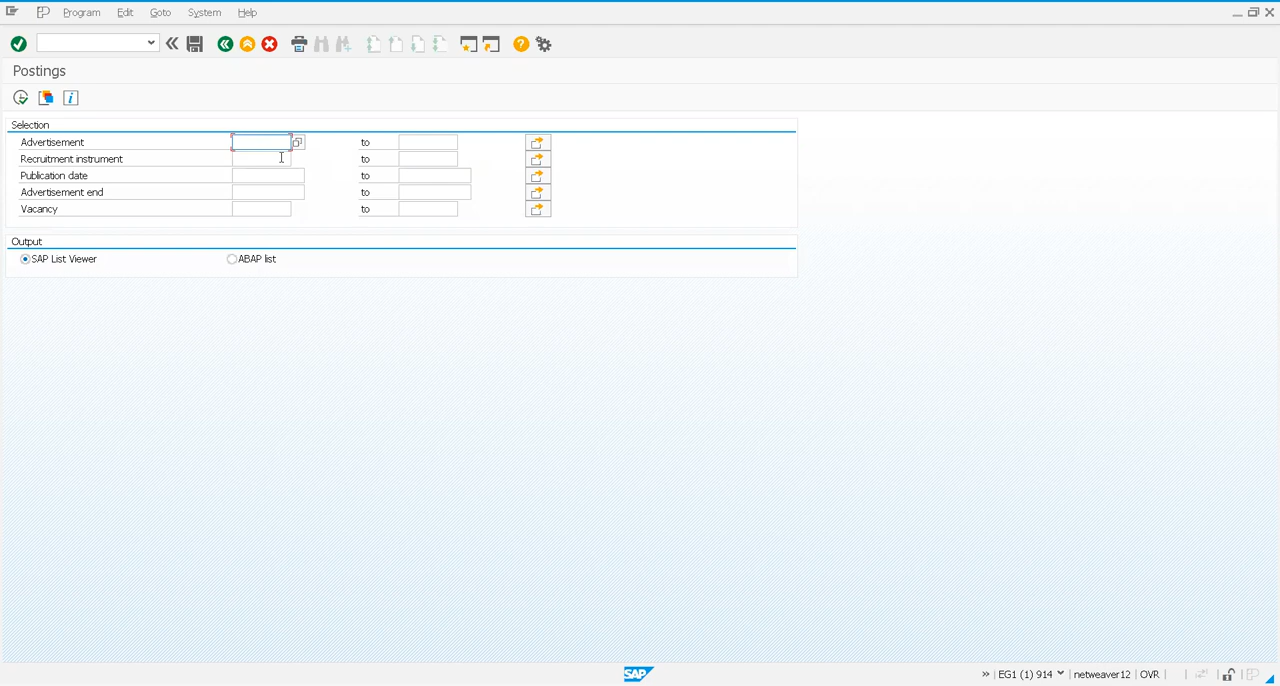 Program Edit Goto System Help
Postings
Selection
Advertisement to
Recruitment instrument to
Publication date to
Advertisement end to
Vacancy to
Output
SAP List Viewer ABAP list
SAP » EG1 (1) 914 netweaver12 OVR